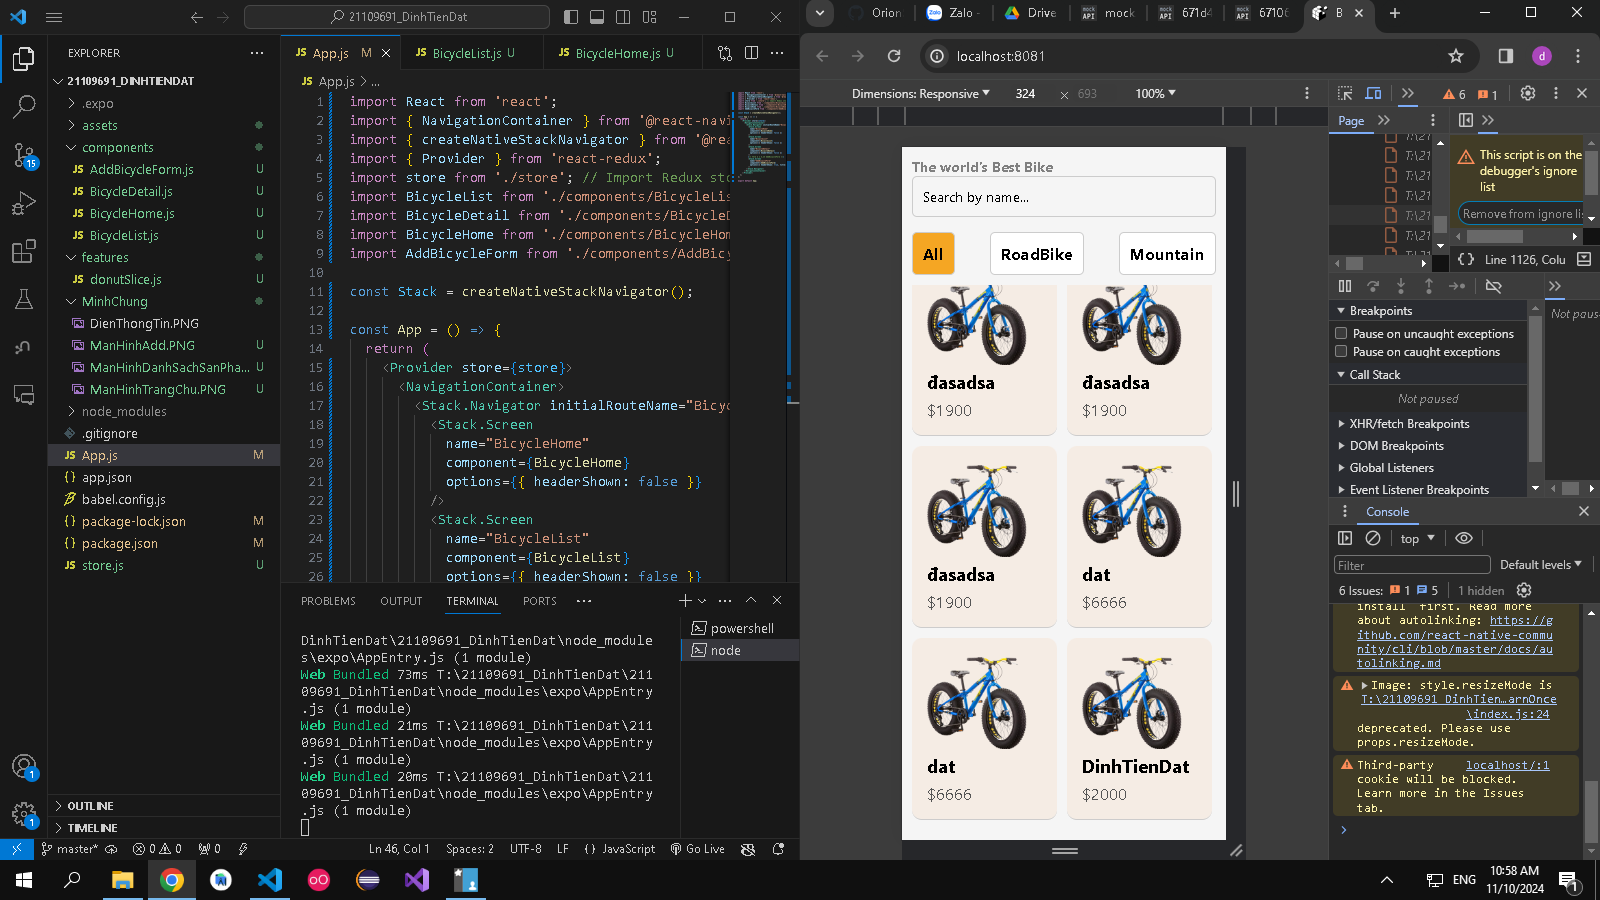 21109691_DinhTienDat
EXPLORER
21109691_DINHTIENDAT
.expo
assets
components
JS AddBicycleForm.js U
JS BicycleDetail.js U
JS BicycleHome.js U
JS BicycleList.js U
features
JS donutSlice.js U
MinhChung
DienThongTin.PNG
ManHinhAdd.PNG U
ManHinhDanhSachSanPha... U
ManHinhTrangChu.PNG U
node_modules
.gitignore
JS App.js M
{} app.json
babel.config.js
{} package-lock.json M
{} package.json M
JS store.js U
OUTLINE
TIMELINE
15
1
1
JS App.js M
JS BicycleList.js U
JS BicycleHome.js U
JS App.js > ...
1 import React from 'react';
2 import { NavigationContainer } from '@react-navi
3 import { createNativeStackNavigator } from '@rea
4 import { Provider } from 'react-redux';
5 import store from './store'; // Import Redux sto
6 import BicycleList from './components/BicycleLis
7 import BicycleDetail from './components/BicycleD
8 import BicycleHome from './components/BicycleHom
9 import AddBicycleForm from './components/AddBicy
10
11 const Stack = createNativeStackNavigator();
12
13 const App = () => {
14 return (
15 <Provider store={store}>
16 <NavigationContainer>
17 <Stack.Navigator initialRouteName="Bicyc
18 <Stack.Screen
19 name="BicycleHome"
20 component={BicycleHome}
21 options={{ headerShown: false }}
22 />
23 <Stack.Screen
24 name="BicycleList"
25 component={BicycleList}
26 options={{ headerShown: false }}
PROBLEMS OUTPUT TERMINAL PORTS
powershell
node
DinhTienDat\21109691_DinhTienDat\node_module
s\expo\AppEntry.js (1 module)
Web Bundled 73ms T:\21109691_DinhTienDat\211
09691_DinhTienDat\node_modules\expo\AppEntry
.js (1 module)
Web Bundled 21ms T:\21109691_DinhTienDat\211
09691_DinhTienDat\node_modules\expo\AppEntry
.js (1 module)
Web Bundled 20ms T:\21109691_DinhTienDat\211
09691_DinhTienDat\node_modules\expo\AppEntry
.js (1 module)
master* 0 0 0 Ln 46, Col 1 Spaces: 2 UTF-8 LF {} JavaScript Go Live
Orion
Zalo -
Drive
mock
671d4
67106
B
localhost:8081
d
Dimensions: Responsive 324 × 693 100%
The world's Best Bike
Search by name...
All RoadBike Mountain
đasadsa
$1900
đasadsa
$1900
đasadsa
$1900
dat
$6666
dat
$6666
DinhTienDat
$2000
6 1
Page
T:\21
T:\21
T:\21
T:\21
T:\21
This script is on the
debugger's ignore
list
Remove from ignore lis
{} Line 1126, Colu
Breakpoints
Pause on uncaught exceptions
Pause on caught exceptions
Call Stack
Not paused
XHR/fetch Breakpoints
DOM Breakpoints
Global Listeners
Event Listener Breakpoints
Not paus
Console
top
Filter
Default levels
6 Issues: 1 5 1 hidden
install' first. Read more
about autolinking: https://g
ithub.com/react-native-commu
nity/cli/blob/master/docs/au
tolinking.md
Image: style.resizeMode is
T:\21109691_DinhTien…arnOnce
\index.js:24
deprecated. Please use
props.resizeMode.
Third-party localhost/:1
cookie will be blocked.
Learn more in the Issues
tab.
ENG
10:58 AM
11/10/2024
1